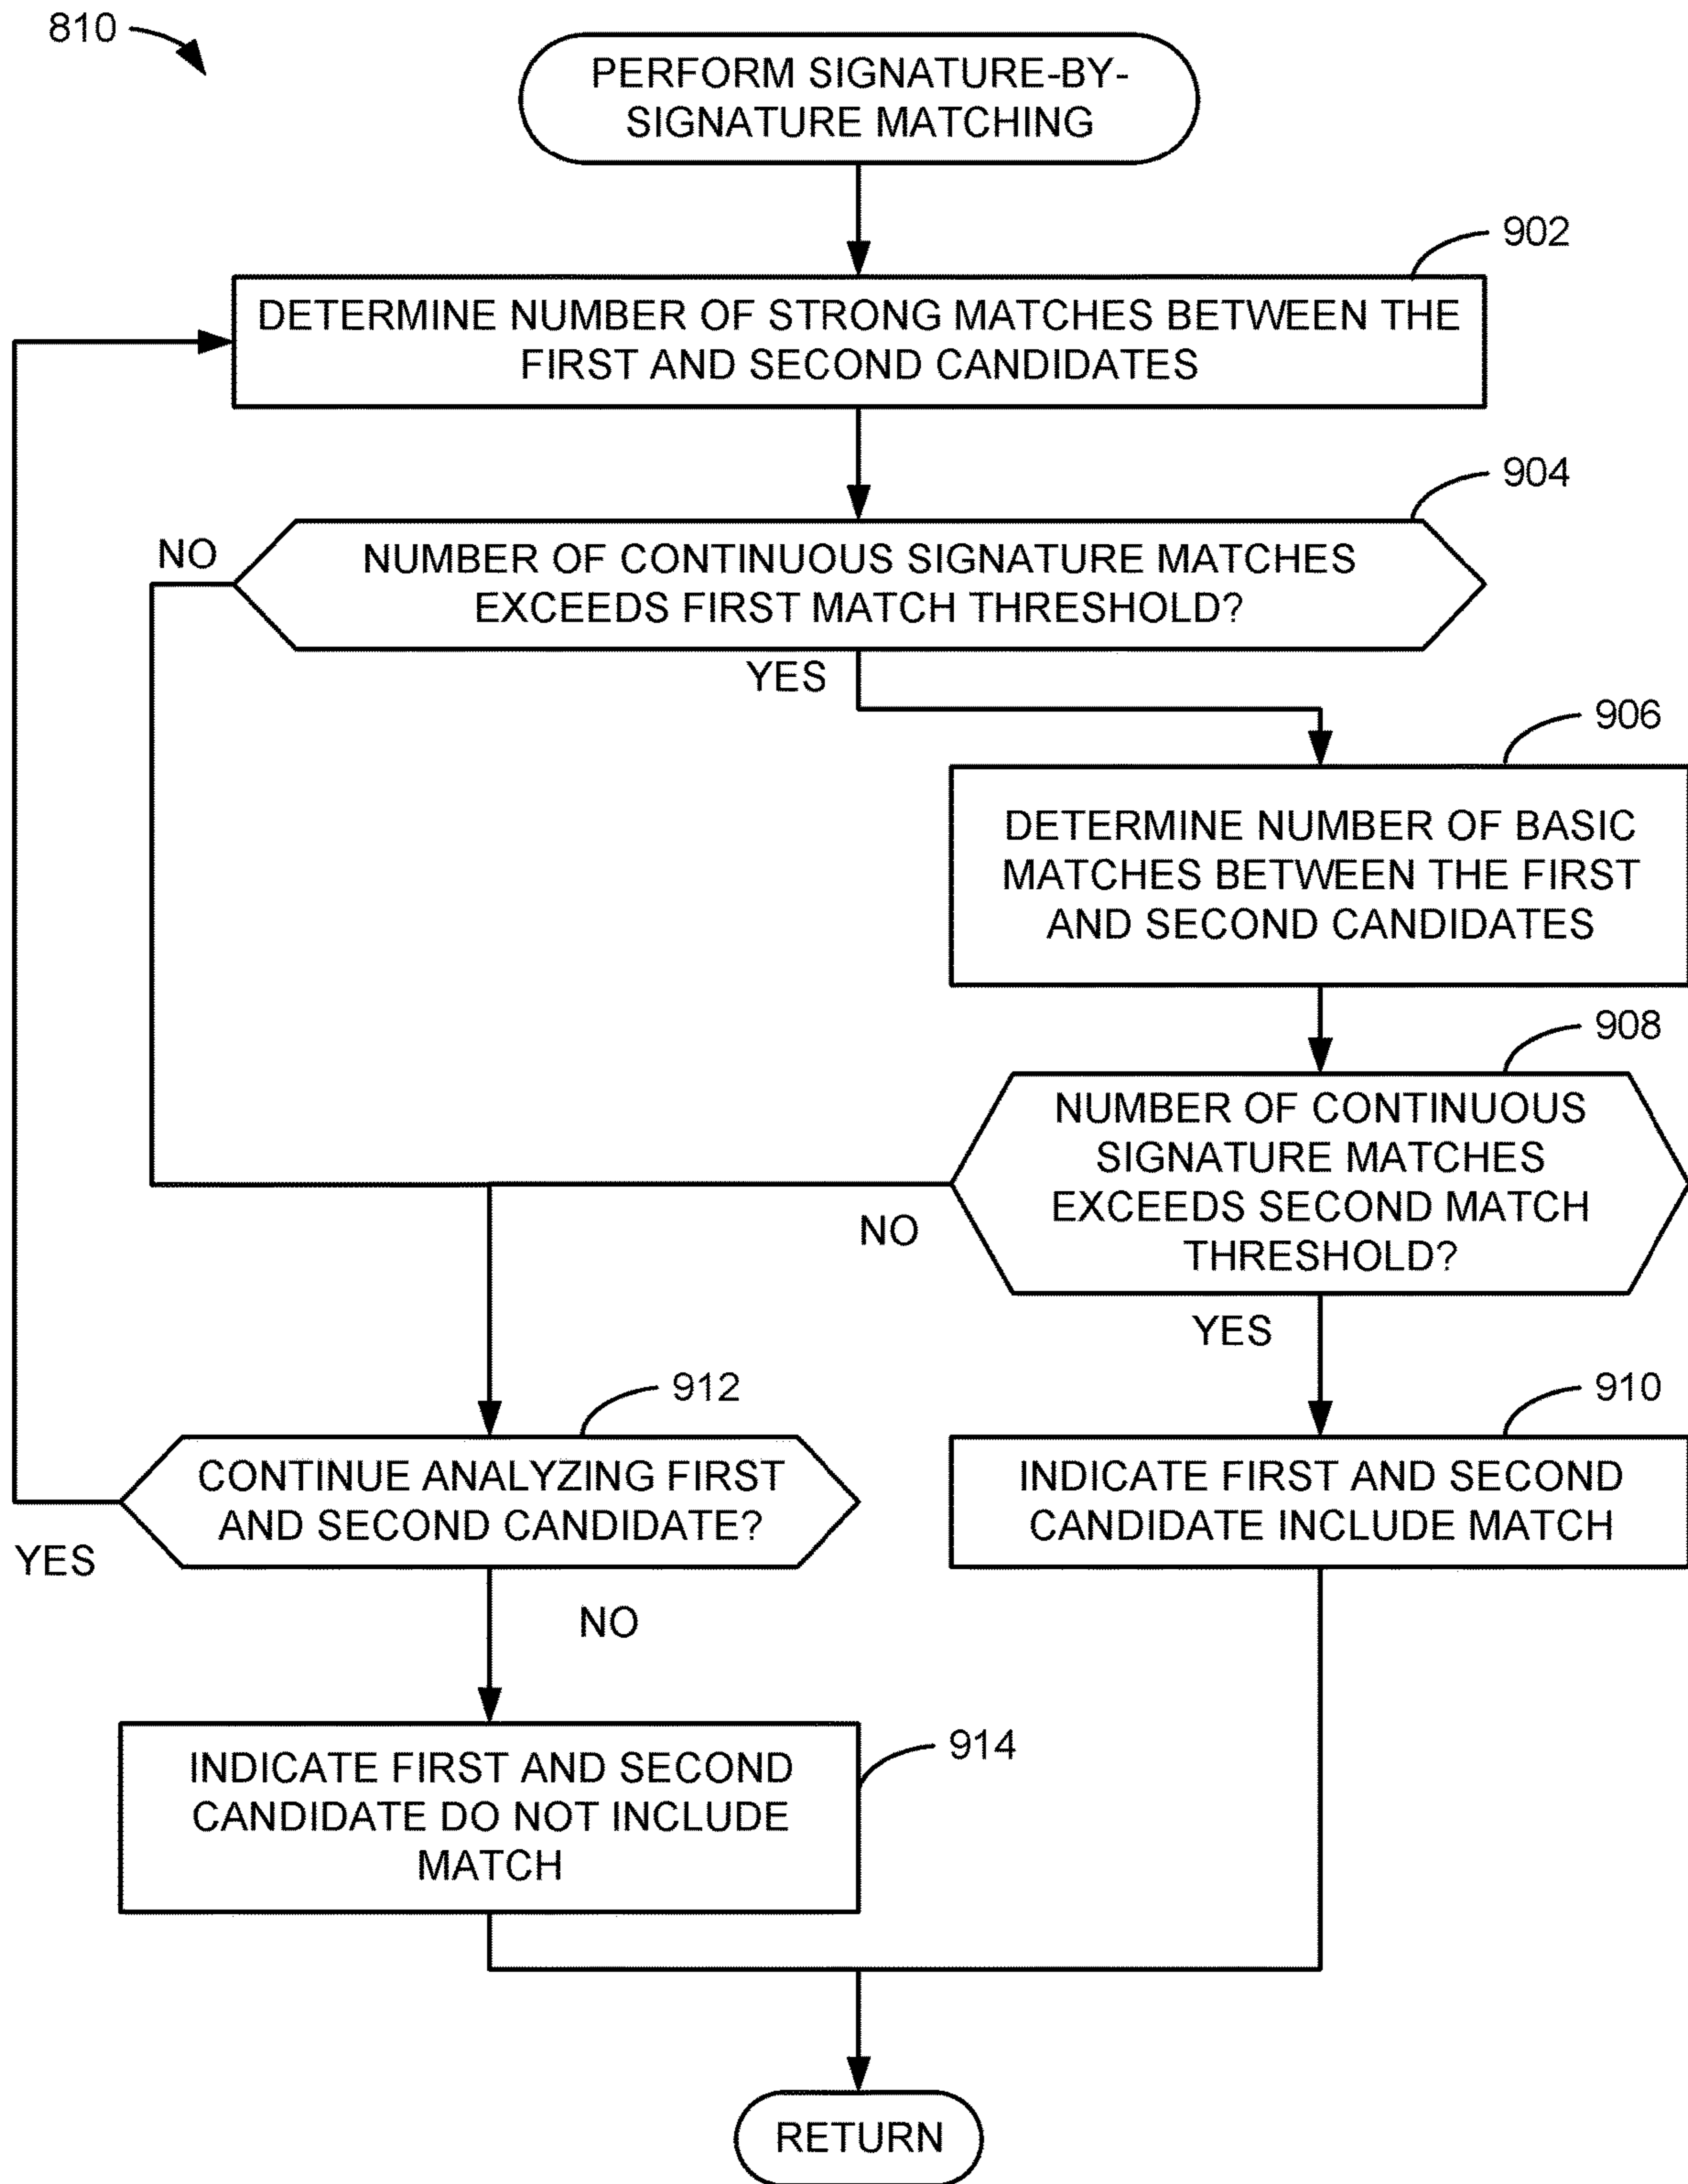 810
PERFORM SIGNATURE-BY-
SIGNATURE MATCHING
902
DETERMINE NUMBER OF STRONG MATCHES BETWEEN THE
FIRST AND SECOND CANDIDATES
904
NO
NUMBER OF CONTINUOUS SIGNATURE MATCHES
EXCEEDS FIRST MATCH THRESHOLD?
YES
906
DETERMINE NUMBER OF BASIC
MATCHES BETWEEN THE FIRST
AND SECOND CANDIDATES
908
NUMBER OF CONTINUOUS
SIGNATURE MATCHES
EXCEEDS SECOND MATCH
THRESHOLD?
NO
YES
912
CONTINUE ANALYZING FIRST
AND SECOND CANDIDATE?
YES
NO
910
INDICATE FIRST AND SECOND
CANDIDATE INCLUDE MATCH
914
INDICATE FIRST AND SECOND
CANDIDATE DO NOT INCLUDE
MATCH
RETURN